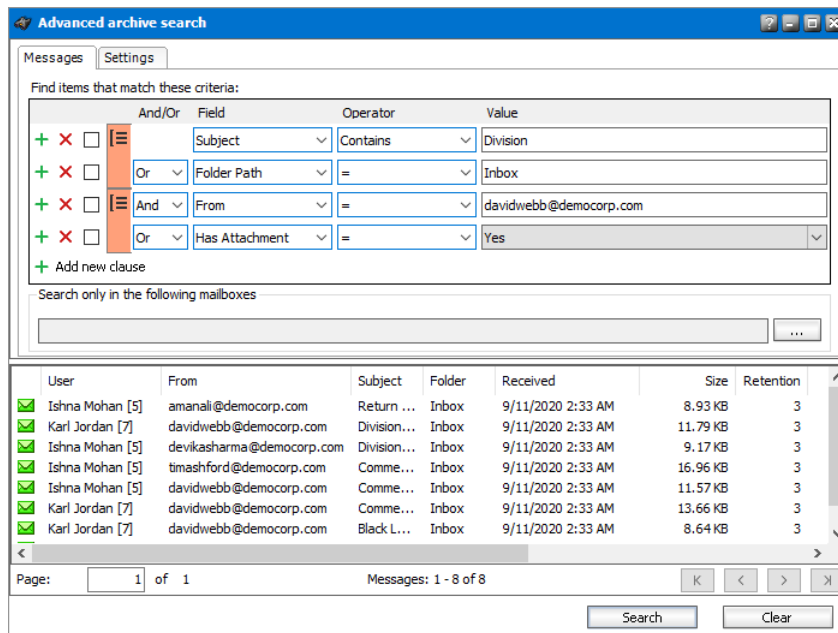 Advanced archive search
Messages Settings
Find items that match these criteria:
And/Or Field Operator Value
Subject Contains Division
Or Folder Path = Inbox
And From = davidwebb@democorp.com
Or Has Attachment = Yes
Add new clause
Search only in the following mailboxes
...
User From Subject Folder Received Size Retention
Ishna Mohan [5] amanali@democorp.com Return ... Inbox 9/11/2020 2:33 AM 8.93 KB 3
Karl Jordan [7] davidwebb@democorp.com Division... Inbox 9/11/2020 2:33 AM 11.79 KB 3
Ishna Mohan [5] devikasharma@democorp.com Division... Inbox 9/11/2020 2:33 AM 9.17 KB 3
Ishna Mohan [5] timashford@democorp.com Comme... Inbox 9/11/2020 2:33 AM 16.96 KB 3
Ishna Mohan [5] davidwebb@democorp.com Comme... Inbox 9/11/2020 2:33 AM 11.57 KB 3
Karl Jordan [7] davidwebb@democorp.com Comme... Inbox 9/11/2020 2:33 AM 13.66 KB 3
Karl Jordan [7] davidwebb@democorp.com Black L... Inbox 9/11/2020 2:33 AM 8.64 KB 3
Page: 1 of 1 Messages: 1 - 8 of 8
Search Clear